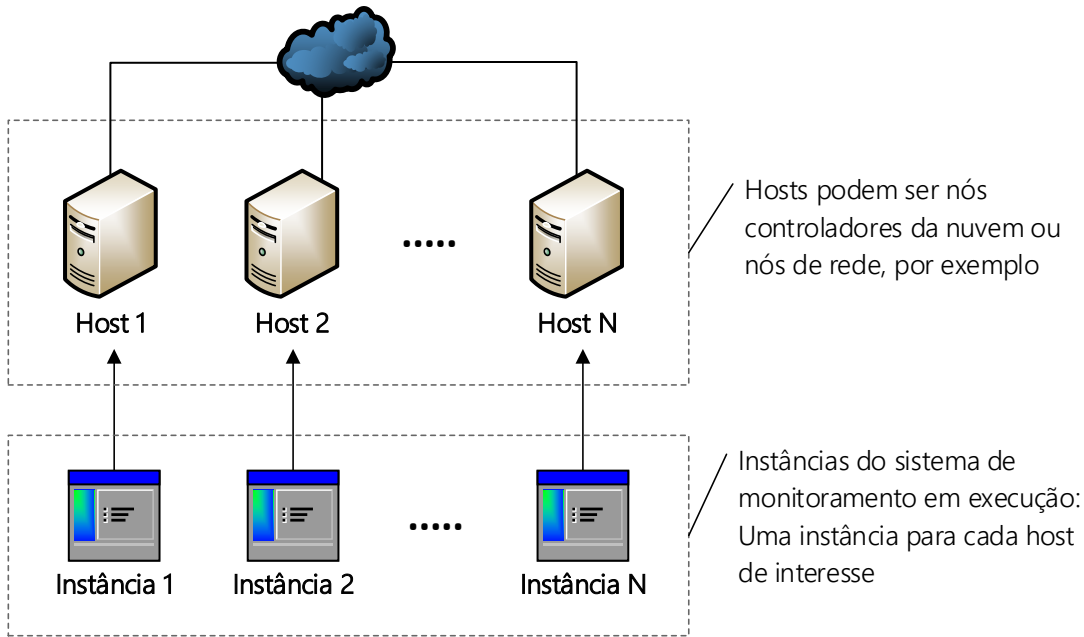 Hosts podem ser nós
controladores da nuvem ou
nós de rede, por exemplo
.....
Host 1
Host 2
Host N
Instâncias do sistema de
monitoramento em execução:
Uma instância para cada host
de interesse
.....
Instância 1
Instância 2
Instância N